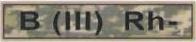 B (III) Rh-